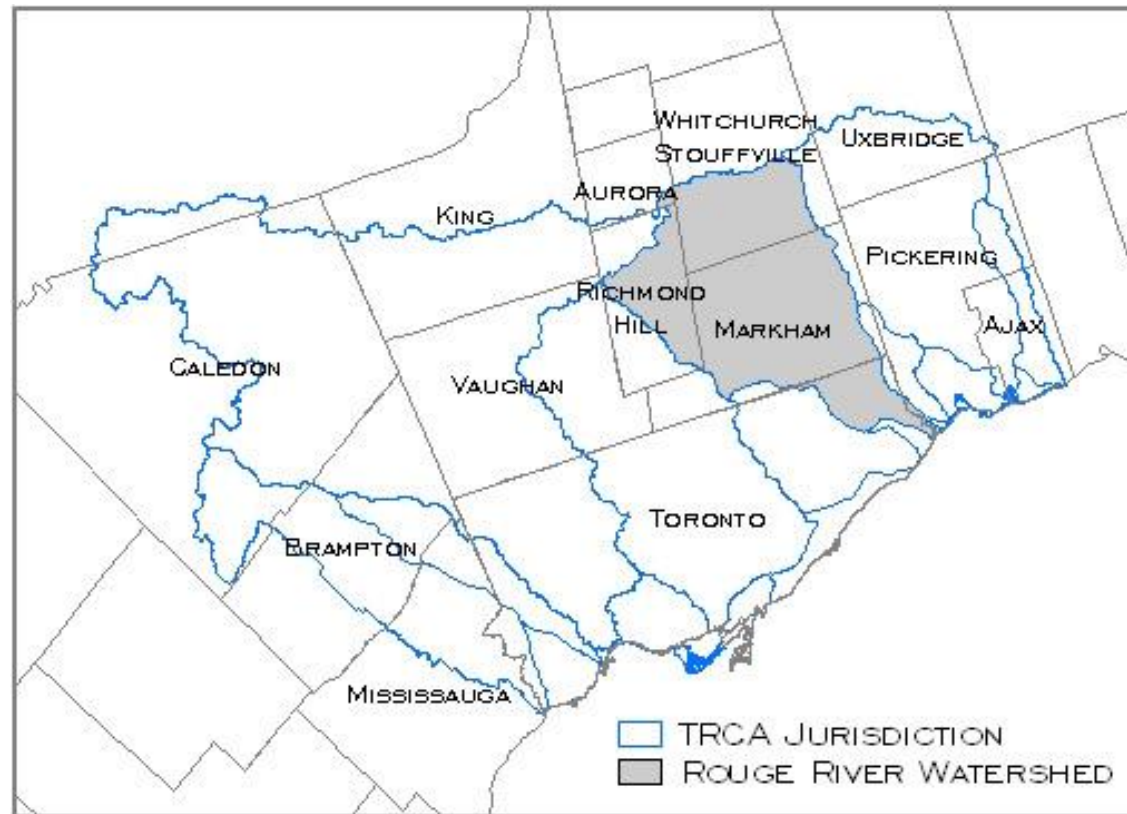 WHITCHURCH
STOUFFVILLE
UXBRIDGE
AURORA
KING
PICKERING
RICHMOND
HILL
MARKHAM
AJAX
CALEDON
VAUGHAN
TORONTO
BRAMPTON
MISSISSAUGA
TRCA JURISDICTION
ROUGE RIVER WATERSHED